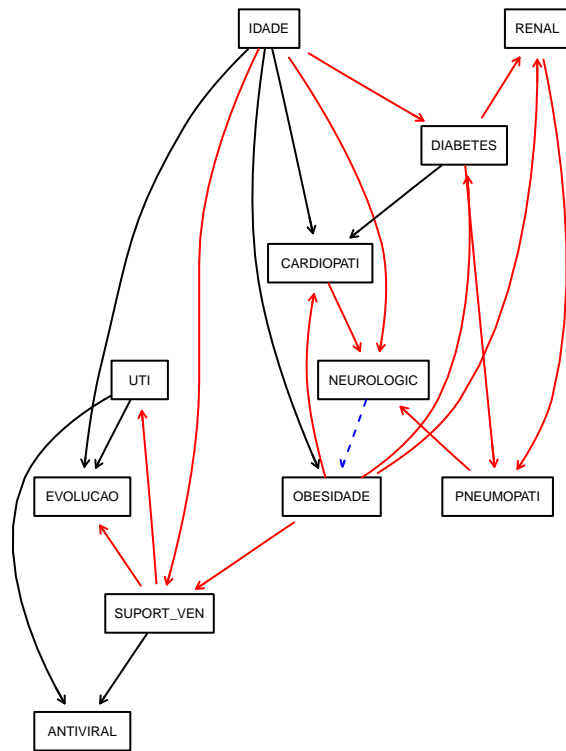 IDADE
RENAL
DIABETES
CARDIOPATI
UTI
NEUROLOGIC
EVOLUCAO
OBESIDADE
PNEUMOPATI
SUPORT_VEN
ANTIVIRAL